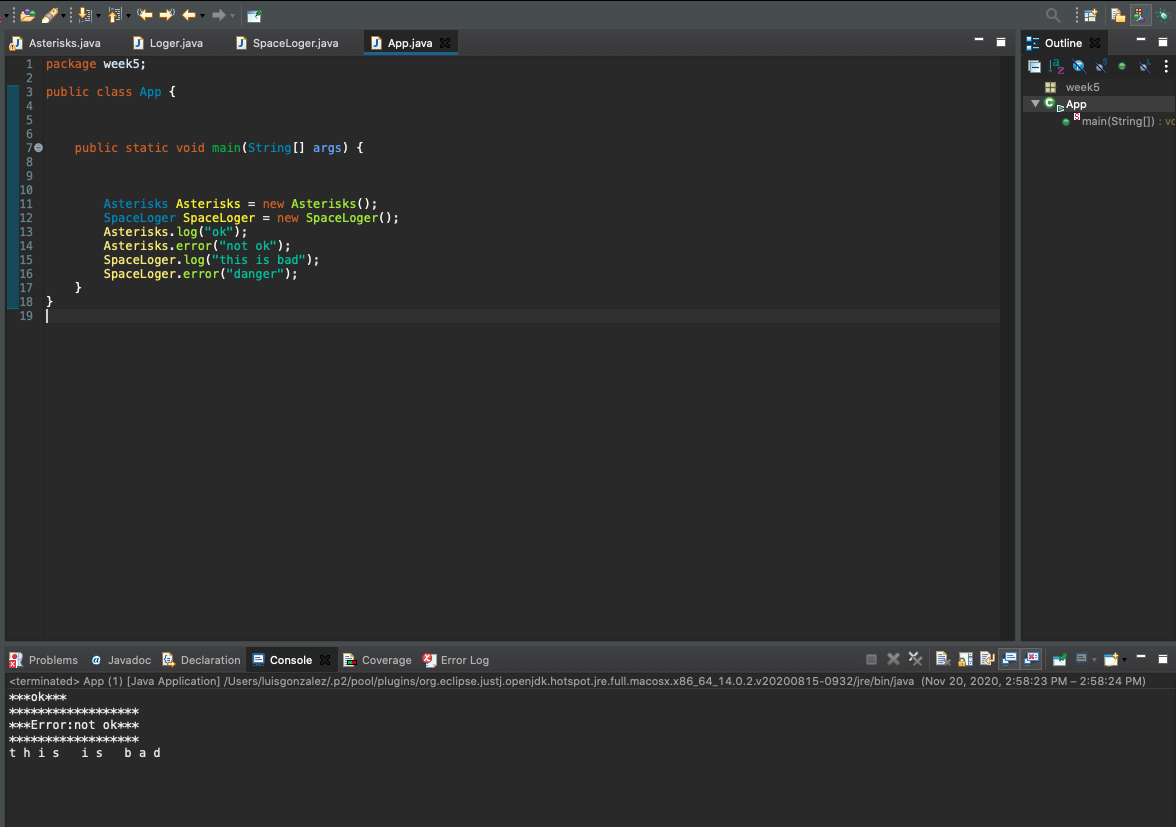 Asterisks.java Loger.java SpaceLoger.java App.java
Outline
1 package week5;
2
3 public class App {
4
5
6
7 public static void main(String[] args) {
8
9
10
11 Asterisks Asterisks = new Asterisks();
12 SpaceLoger SpaceLoger = new SpaceLoger();
13 Asterisks.log("ok");
14 Asterisks.error("not ok");
15 SpaceLoger.log("this is bad");
16 SpaceLoger.error("danger");
17 }
18 }
19
week5
App
main(String[]) : vo
Problems Javadoc Declaration Console Coverage Error Log
<terminated> App (1) [Java Application] /Users/luisgonzalez/.p2/pool/plugins/org.eclipse.justj.openjdk.hotspot.jre.full.macosx.x86_64_14.0.2.v20200815-0932/jre/bin/java (Nov 20, 2020, 2:58:23 PM – 2:58:24 PM)
***ok***
******************
***Error:not ok***
******************
t h i s   i s   b a d